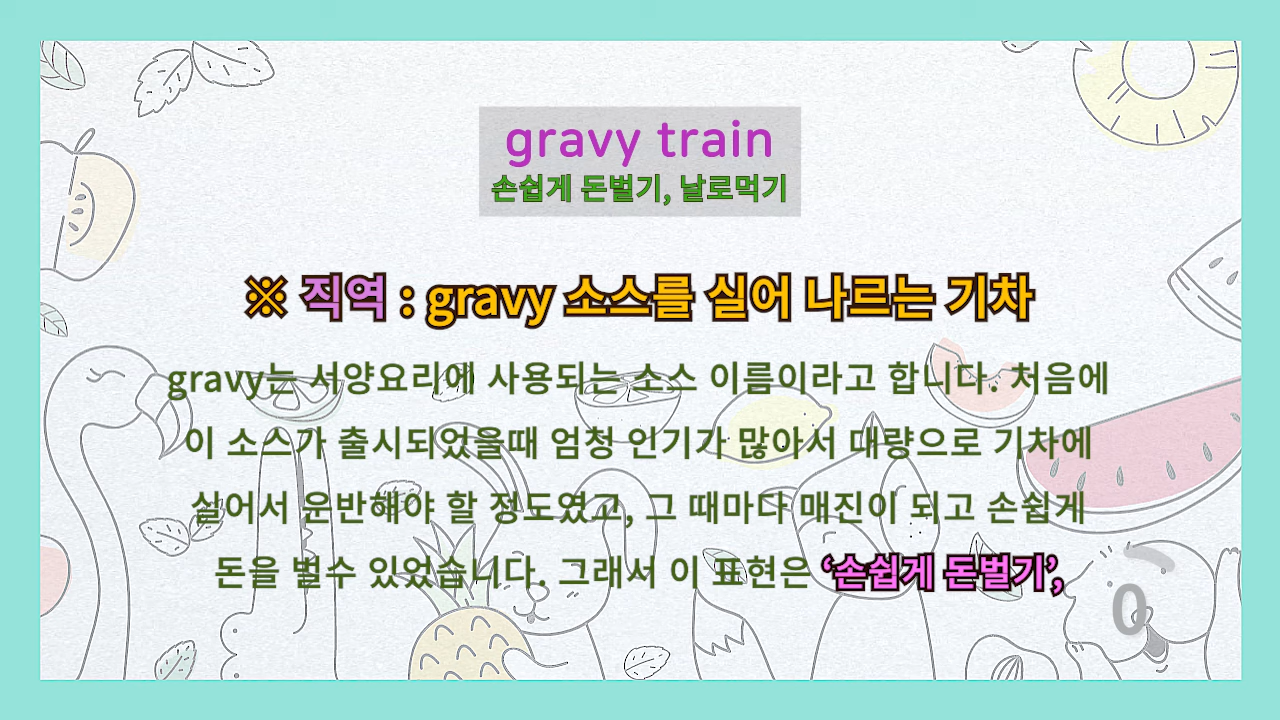 gravy train
손쉽게 돈벌기, 날로먹기
※ 직역 : gravy 소스를 실어 나르는 기차
gravy는 서양요리에 사용되는 소스 이름이라고 합니다. 처음에
이 소스가 출시되었을때 엄청 인기가 많아서 대량으로 기차에
실어서 운반해야 할 정도였고, 그 때마다 매진이 되고 손쉽게
돈을 벌수 있었습니다. 그래서 이 표현은 ‘손쉽게 돈벌기’,
0